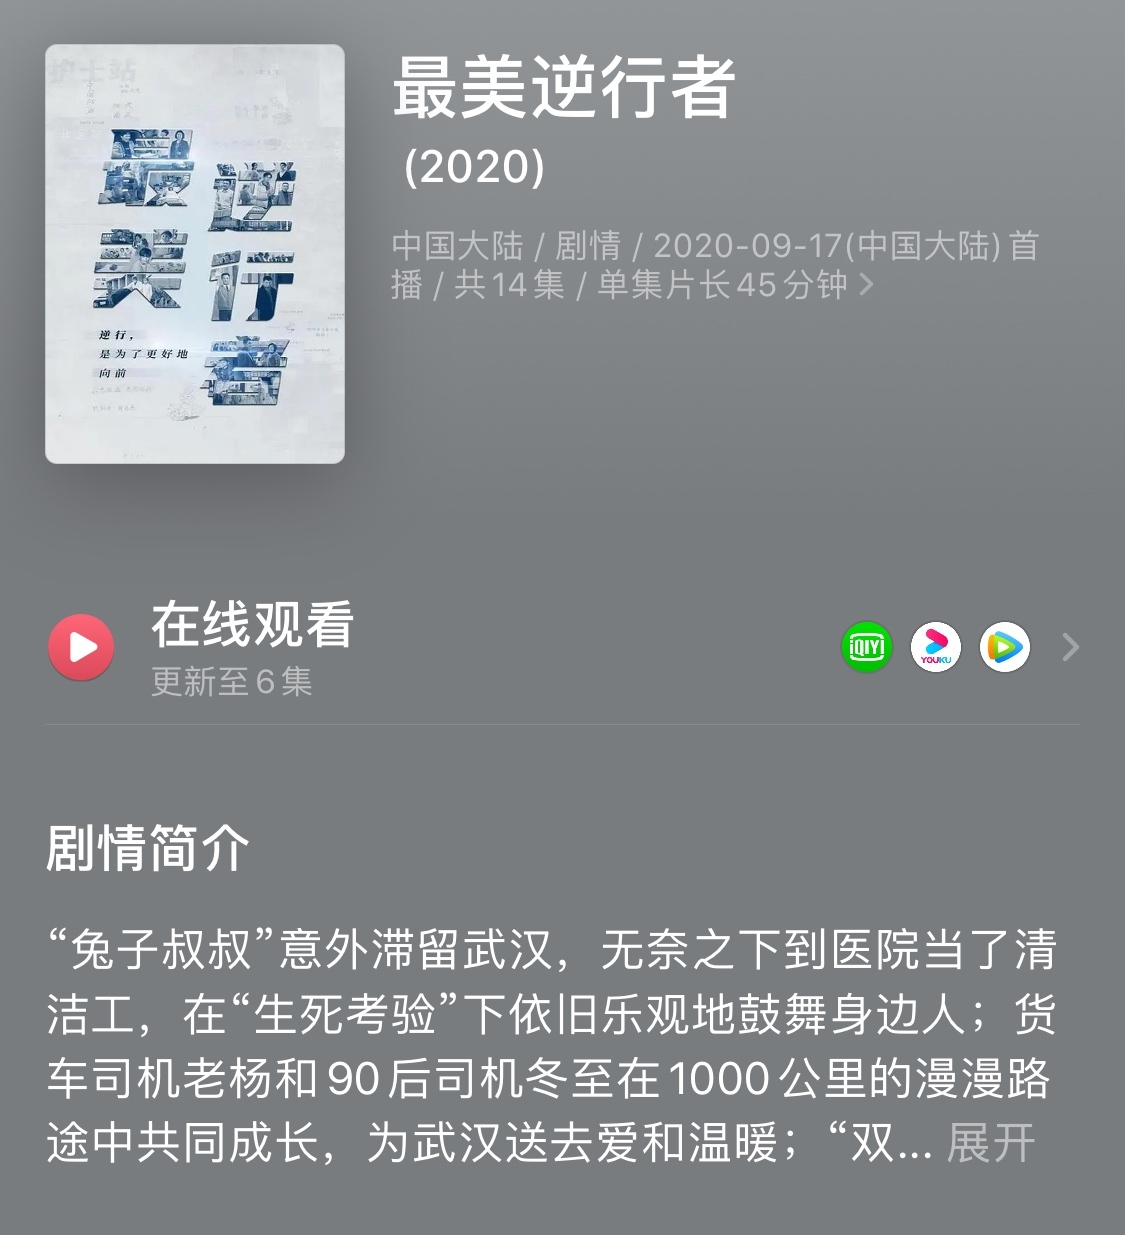 护士站
最美逆行者
逆行，
是为了更好地
向前
最美逆行者
(2020)
中国大陆 / 剧情 / 2020-09-17(中国大陆)首
播 / 共14集 / 单集片长45分钟
在线观看
更新至6集
iQIYI
YOUKU
剧情简介
“兔子叔叔”意外滞留武汉，无奈之下到医院当了清
洁工，在“生死考验”下依旧乐观地鼓舞身边人；货
车司机老杨和90后司机冬至在1000公里的漫漫路
途中共同成长，为武汉送去爱和温暖；“双... 展开